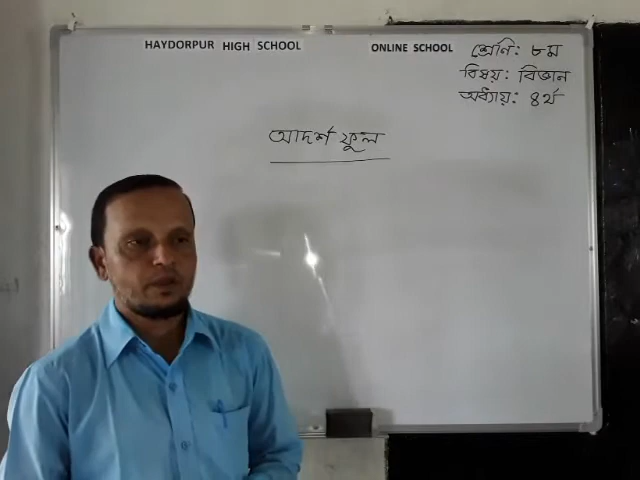 HAYDORPUR HIGH SCHOOL ONLINE SCHOOL
শ্রেনি: ৮ম
বিষয়: বিজ্ঞান
অধ্যায়: ৪র্থ
আদর্শ ফুল